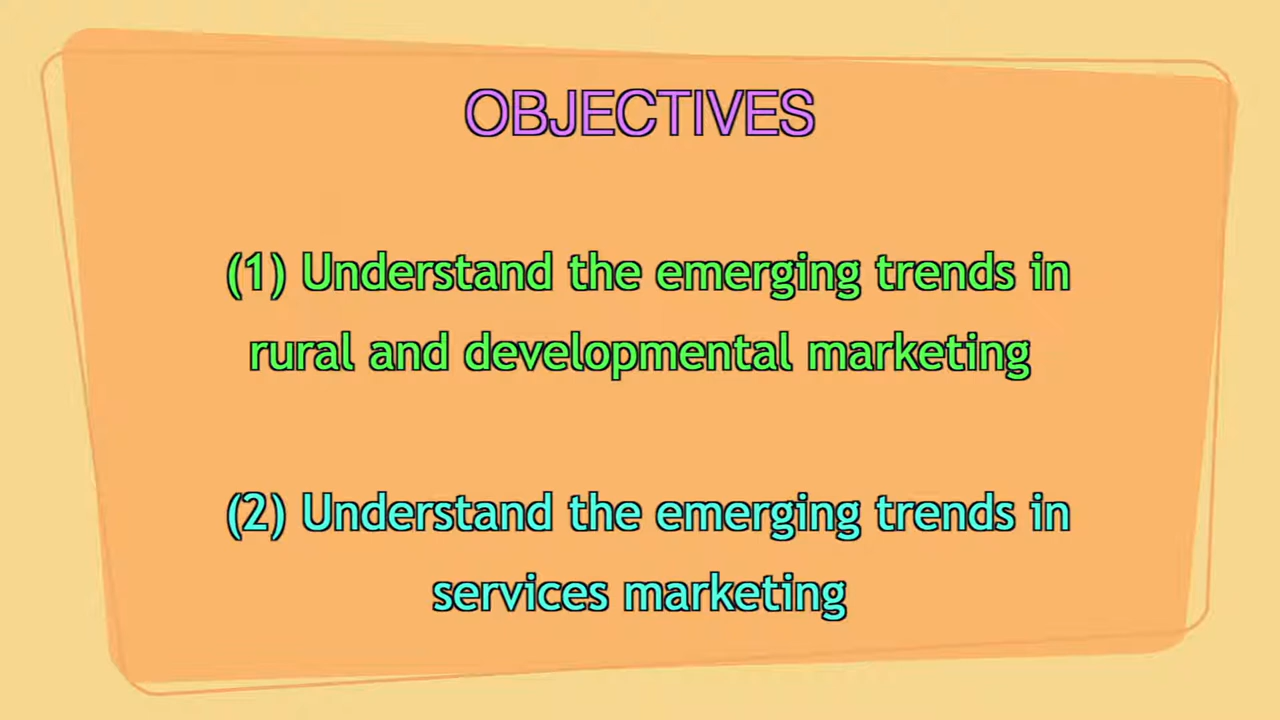 OBJECTIVES
(1) Understand the emerging trends in
rural and developmental marketing
(2) Understand the emerging trends in
services marketing